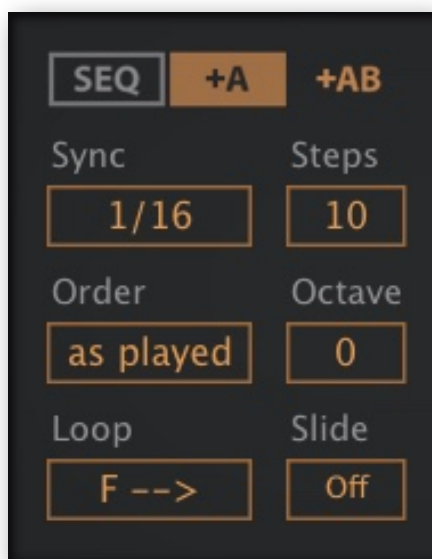 SEQ +A +AB
Sync Steps
1/16 10
Order Octave
as played 0
Loop Slide
F --> Off